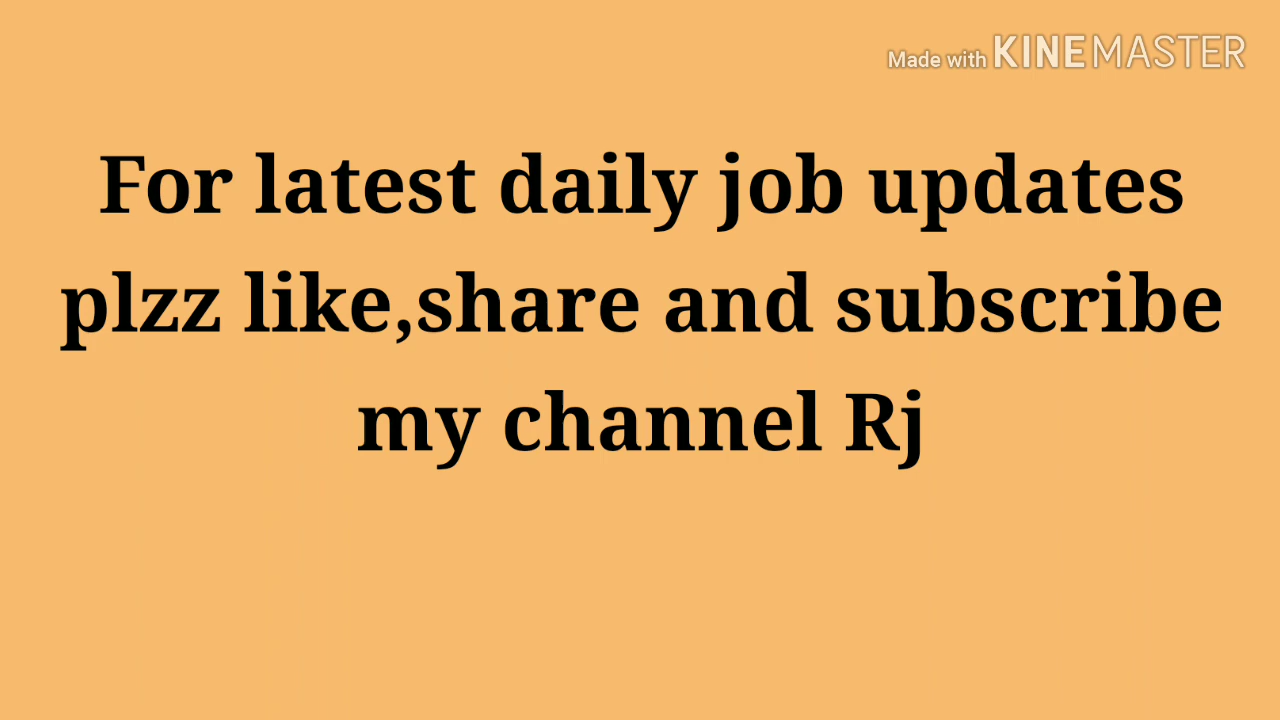 Made with KINEMASTER
For latest daily job updates
plzz like,share and subscribe
my channel Rj